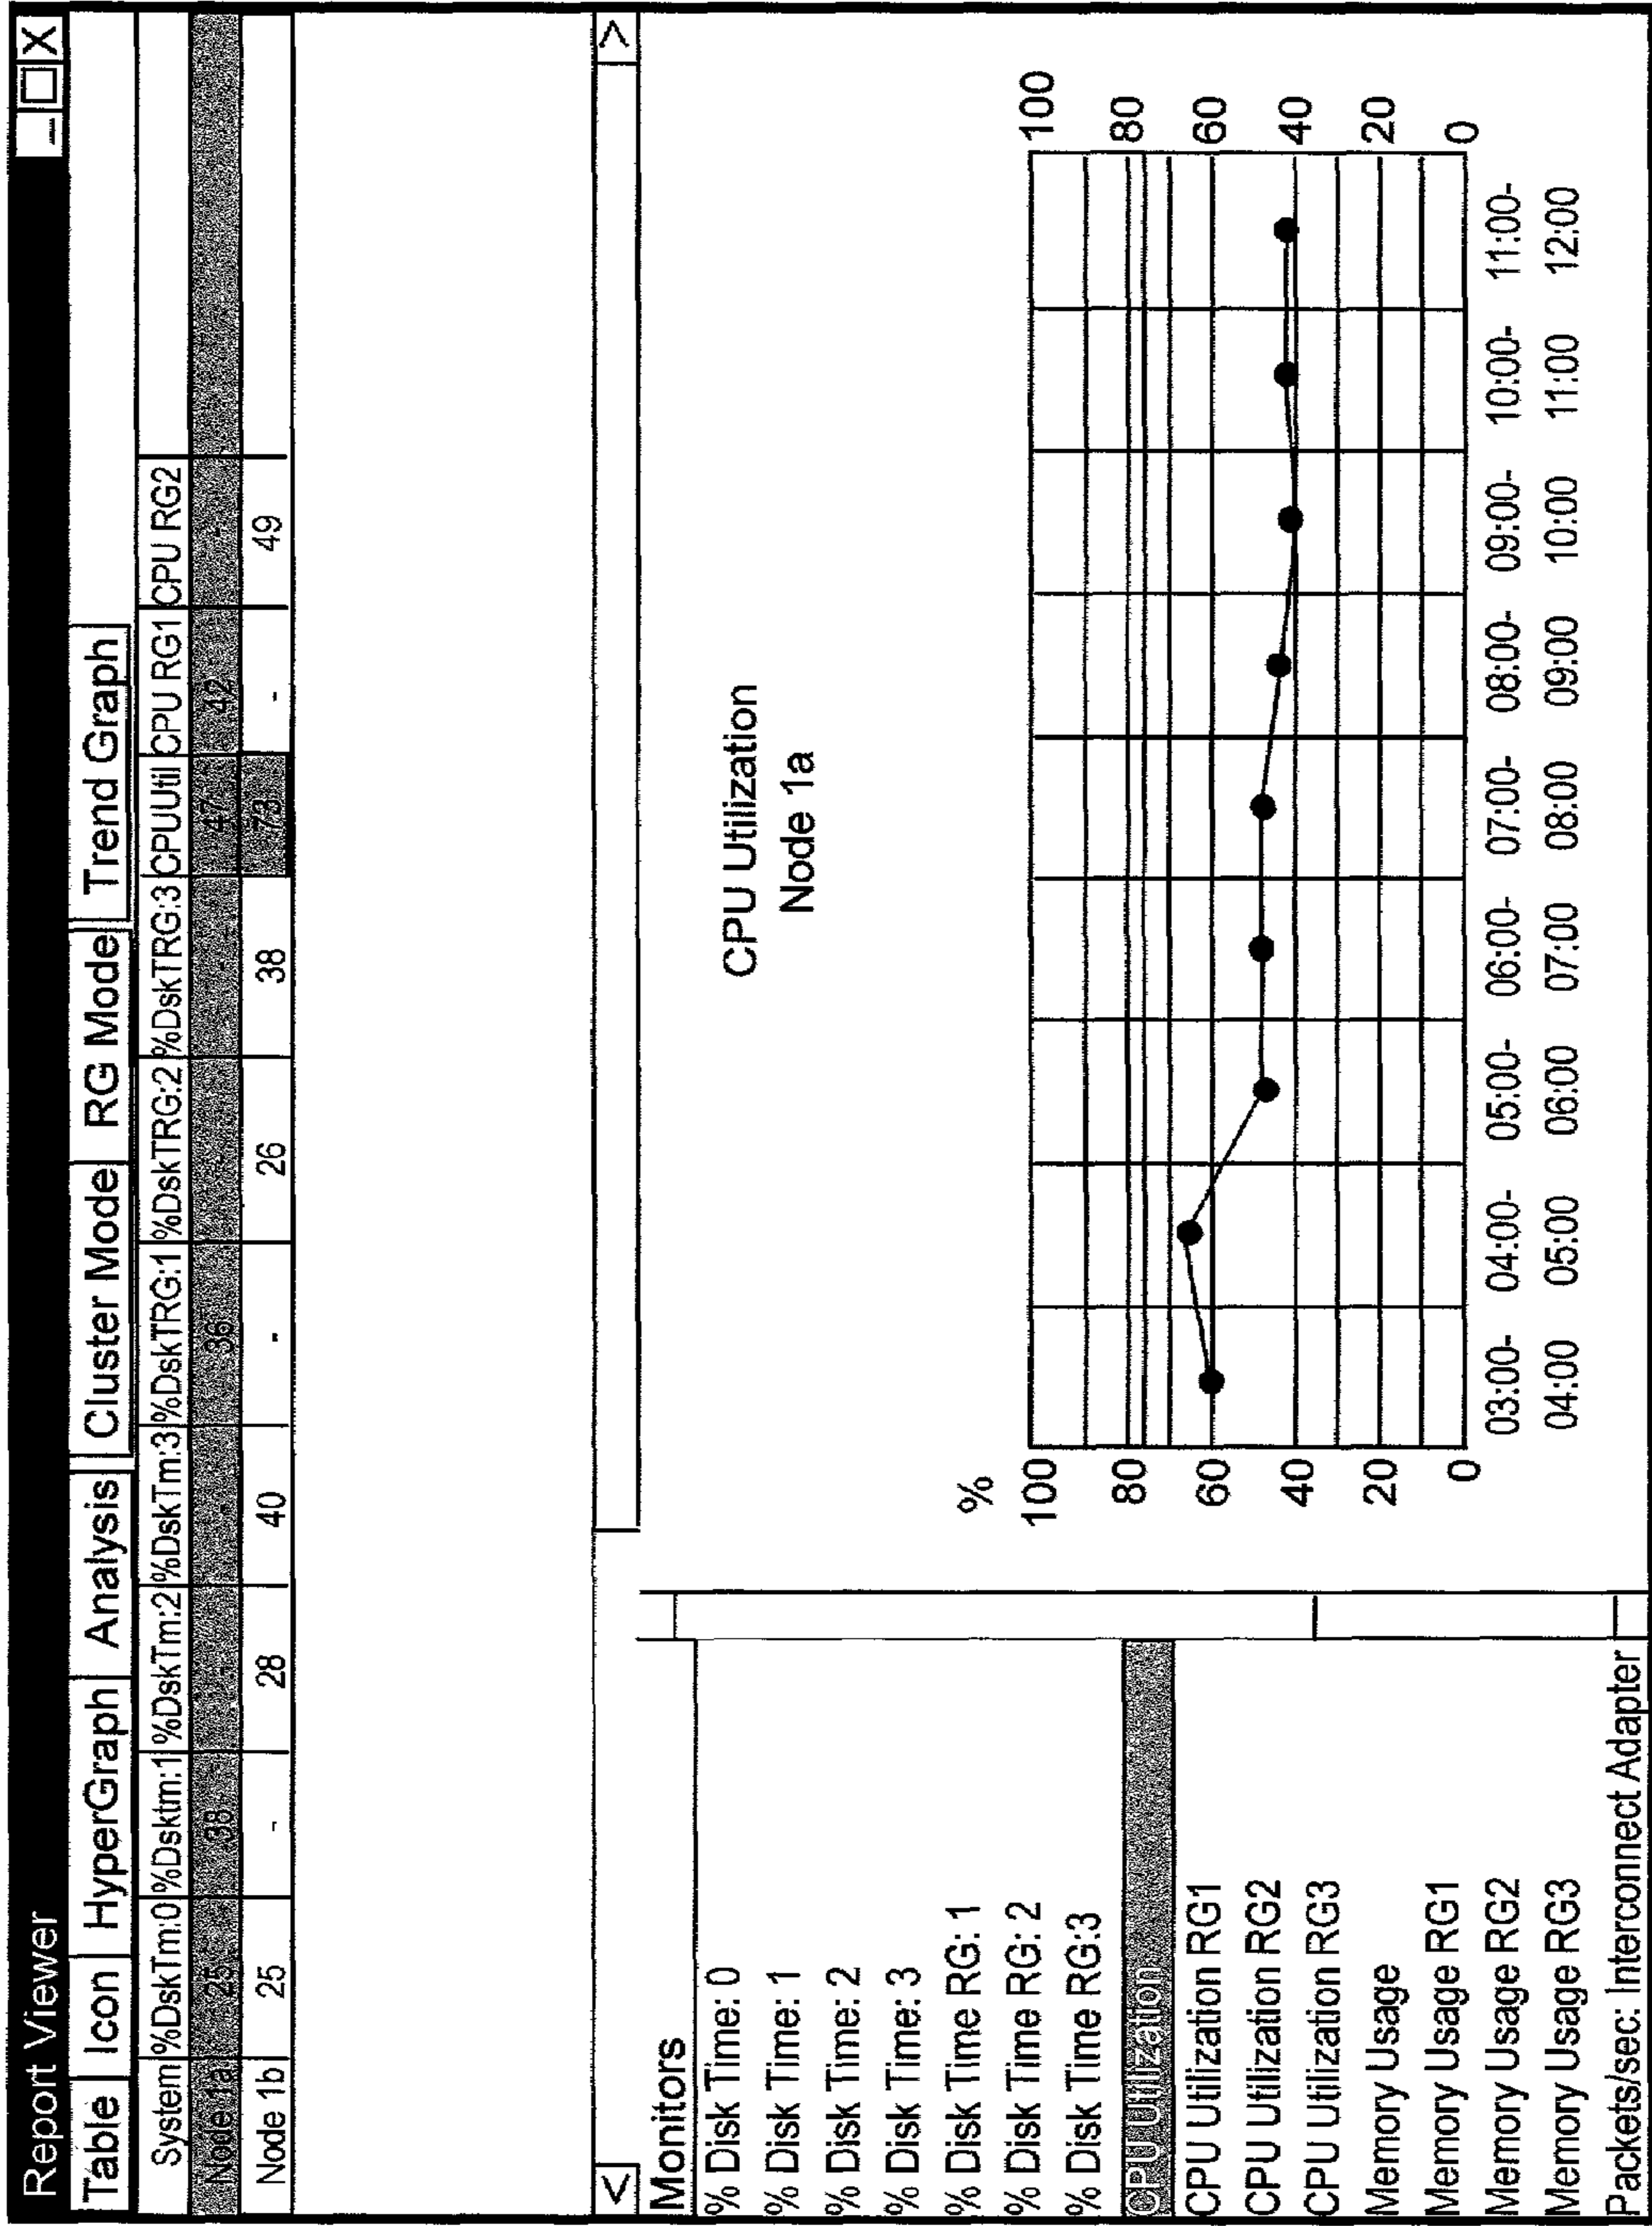 Report Viewer _ □ X
Table Icon HyperGraph Analysis Cluster Mode RG Mode Trend Graph
System %DskTm:0 %Dsktm:1 %DskTm:2 %DskTm:3 %DskTRG:1 %DskTRG:2 %DskTRG:3 CPUUtil CPU RG1 CPU RG2
Node 1a 25 38 - - 36 - - 47 42 -
Node 1b 25 - 28 40 - 26 38 73 - 49
< >
Monitors
% Disk Time: 0
% Disk Time: 1
% Disk Time: 2
% Disk Time: 3
% Disk Time RG: 1
% Disk Time RG: 2
% Disk Time RG:3
CPU Utilization
CPU Utilization RG1
CPU Utilization RG2
CPU Utilization RG3
Memory Usage
Memory Usage RG1
Memory Usage RG2
Memory Usage RG3
Packets/sec: Interconnect Adapter
CPU Utilization
Node 1a
%
100 100
80 80
60 60
40 40
20 20
0 0
03:00- 04:00- 05:00- 06:00- 07:00- 08:00- 09:00- 10:00- 11:00-
04:00 05:00 06:00 07:00 08:00 09:00 10:00 11:00 12:00